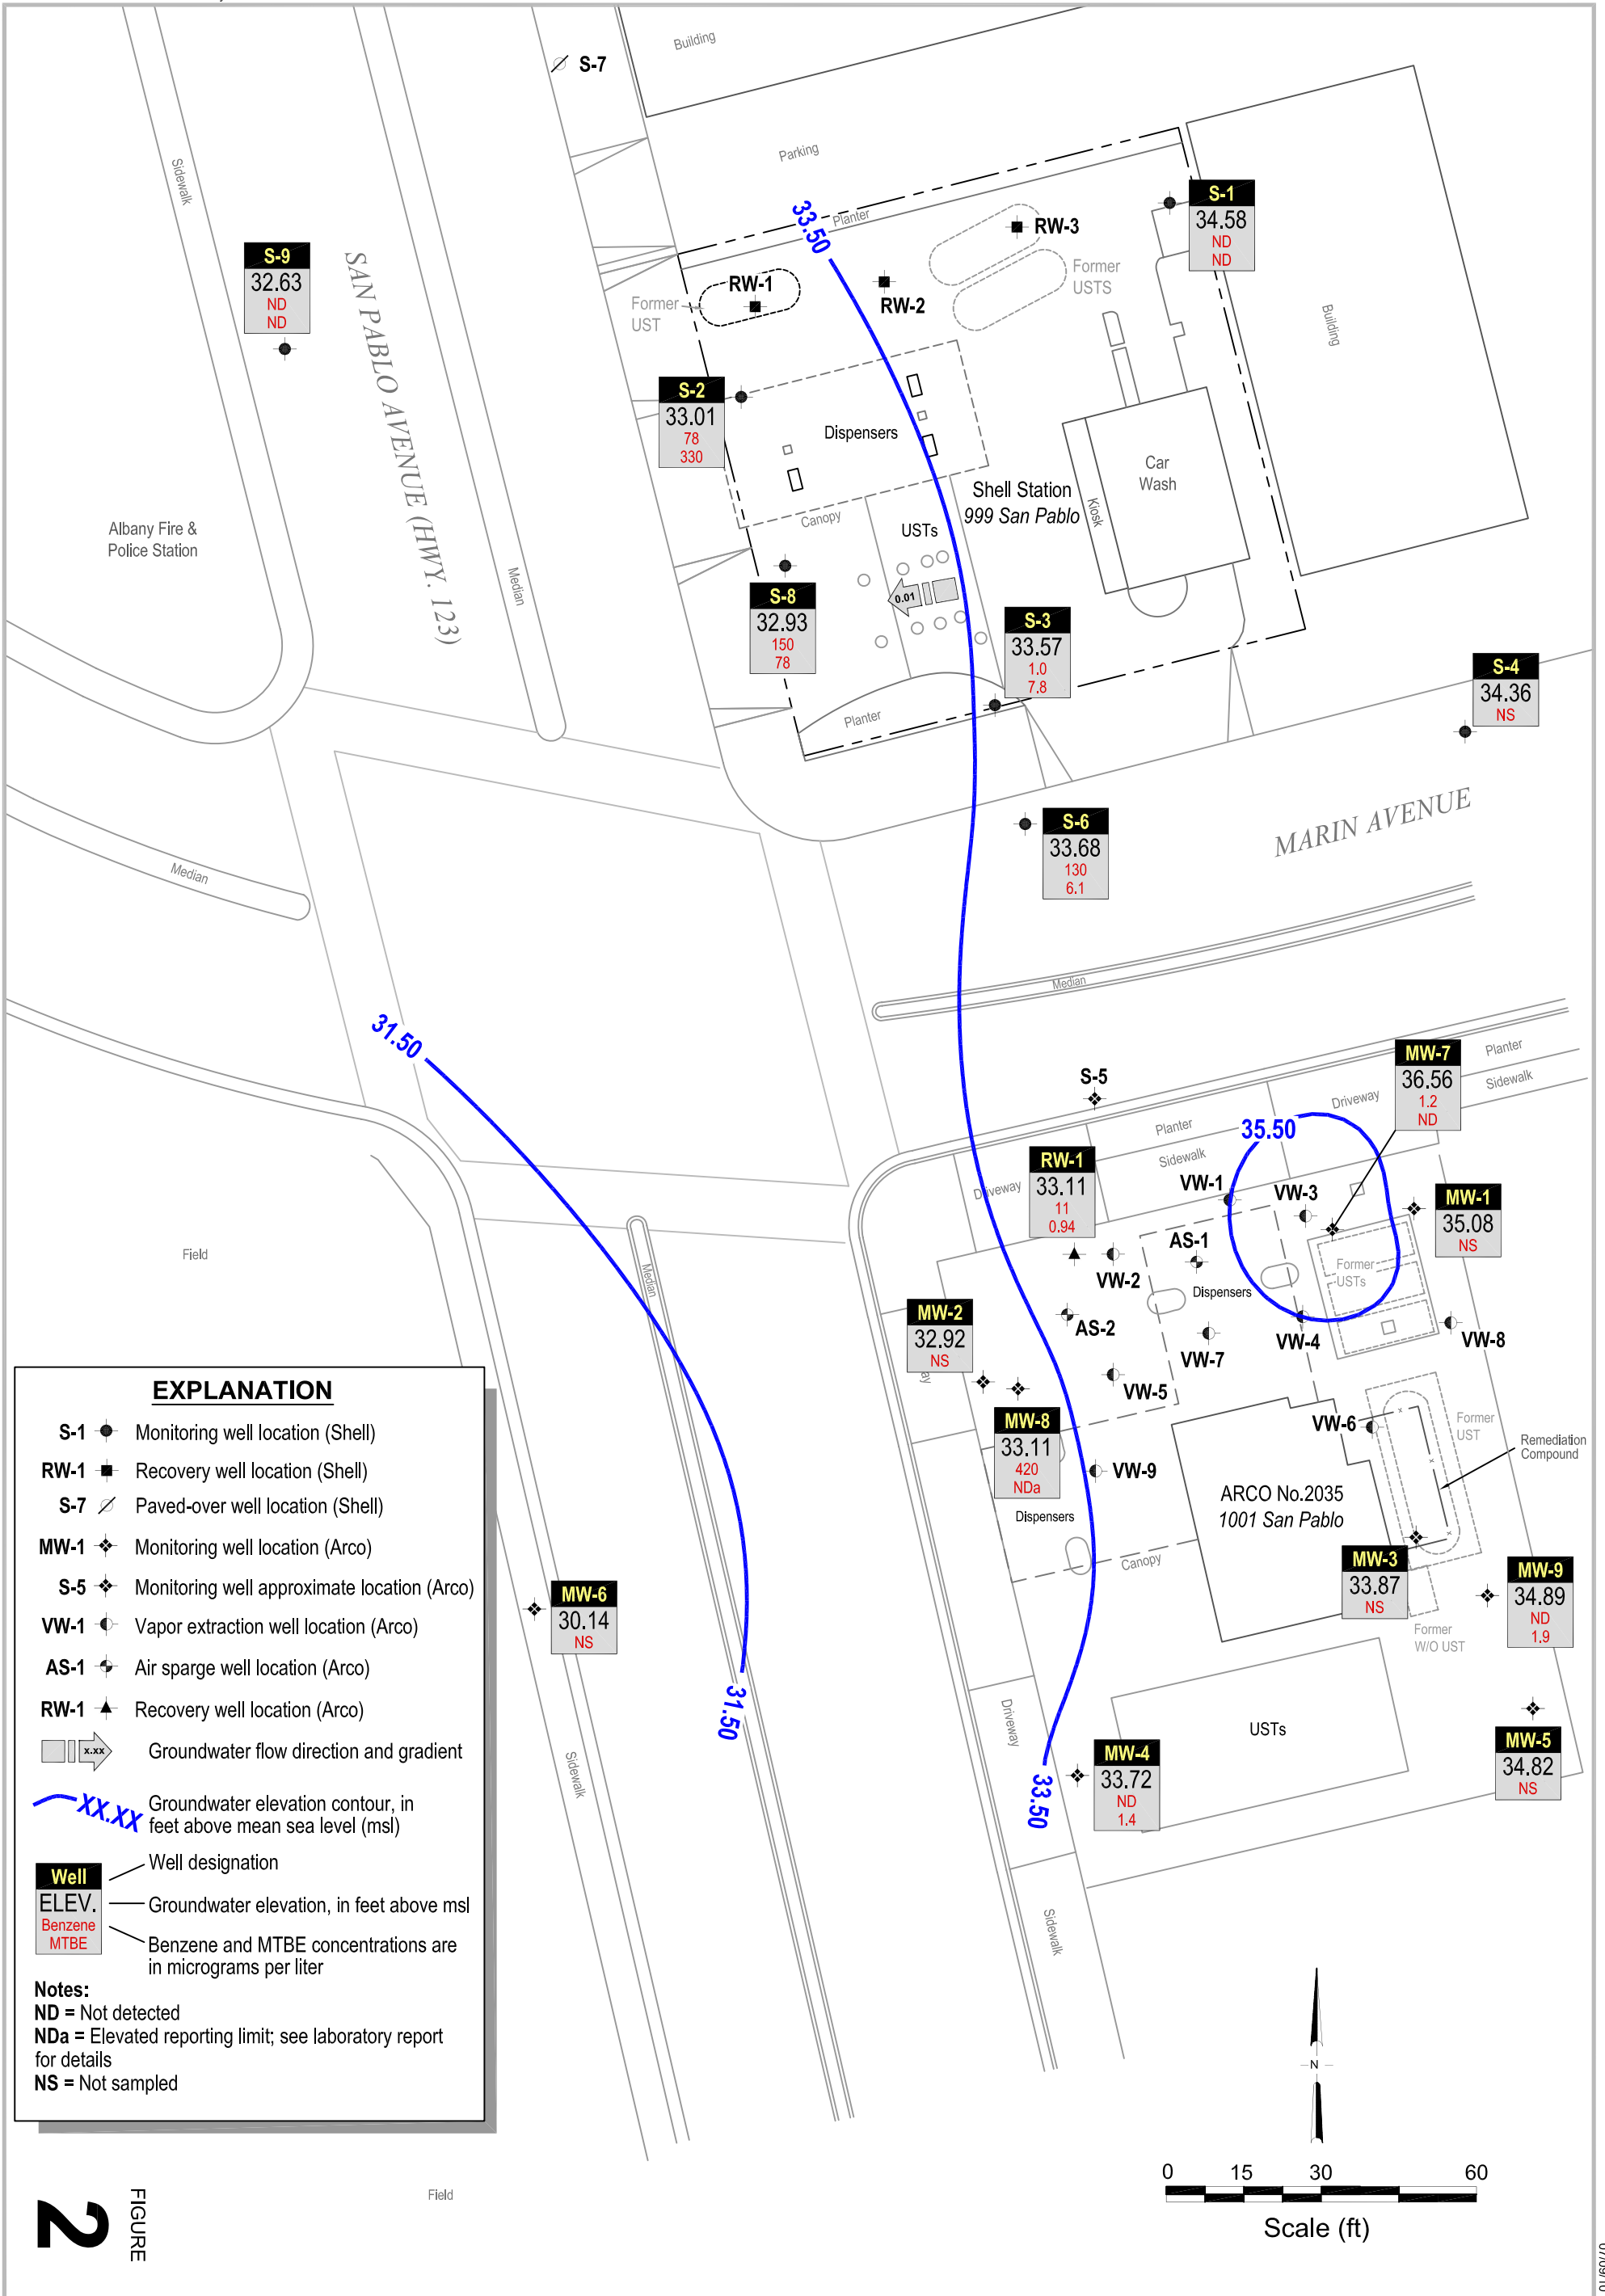 Building
S-7
Parking
Sidewalk
S-1
34.58
ND
ND
33.50
Planter
RW-3
S-9
32.63
ND
ND
SAN PABLO AVENUE (HWY. 123)
RW-1
Former
UST
RW-2
Former
USTS
Building
S-2
33.01
78
330
Dispensers
Car
Wash
Kiosk
Shell Station
999 San Pablo
Canopy
USTs
Albany Fire &
Police Station
Median
0.01
S-8
32.93
150
78
S-3
33.57
1.0
7.8
S-4
34.36
NS
Planter
S-6
33.68
130
6.1
MARIN AVENUE
Median
Median
31.50
S-5
MW-7
36.56
1.2
ND
Planter
Sidewalk
Driveway
Planter
Sidewalk
35.50
RW-1
33.11
11
0.94
Driveway
VW-1
VW-3
MW-1
35.08
NS
Field
Median
AS-1
VW-2
Former
USTs
Dispensers
MW-2
32.92
NS
AS-2
VW-7
VW-4
VW-8
VW-5
MW-8
33.11
420
NDa
VW-6
Former
UST
Remediation
Compound
VW-9
ARCO No.2035
1001 San Pablo
Dispensers
Canopy
MW-3
33.87
NS
MW-9
34.89
ND
1.9
Former
W/O UST
MW-6
30.14
NS
31.50
Driveway
USTs
MW-4
33.72
ND
1.4
33.50
MW-5
34.82
NS
Sidewalk
Sidewalk
EXPLANATION
S-1 Monitoring well location (Shell)
RW-1 Recovery well location (Shell)
S-7 Paved-over well location (Shell)
MW-1 Monitoring well location (Arco)
S-5 Monitoring well approximate location (Arco)
VW-1 Vapor extraction well location (Arco)
AS-1 Air sparge well location (Arco)
RW-1 Recovery well location (Arco)
x.xx Groundwater flow direction and gradient
XX.XX Groundwater elevation contour, in
feet above mean sea level (msl)
Well
ELEV.
Benzene
MTBE
Well designation
Groundwater elevation, in feet above msl
Benzene and MTBE concentrations are
in micrograms per liter
Notes:
ND = Not detected
NDa = Elevated reporting limit; see laboratory report
for details
NS = Not sampled
N
0 15 30 60
Scale (ft)
Field
FIGURE
2
07/09/10